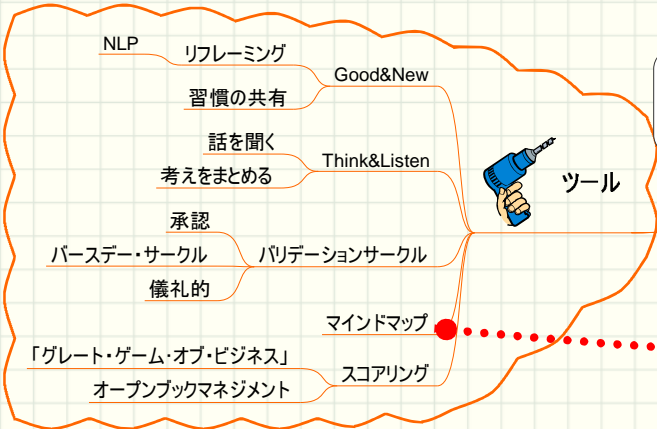 NLP
リフレーミング
Good&New
習慣の共有
話を聞く
Think&Listen
考えをまとめる
ツール
承認
バースデー・サークル
バリデーションサークル
儀礼的
マインドマップ
「グレート・ゲーム・オブ・ビジネス」
スコアリング
オープンブックマネジメント